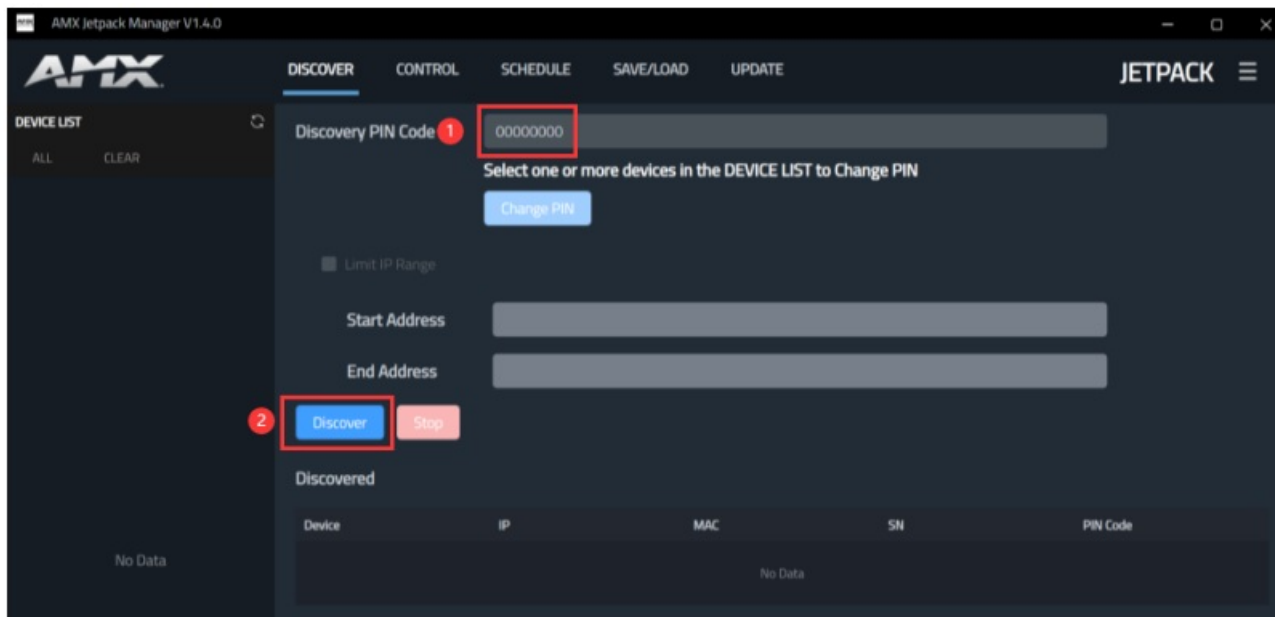 AMX Jetpack Manager V1.4.0
AMX DISCOVER CONTROL SCHEDULE SAVE/LOAD UPDATE JETPACK
DEVICE LIST
ALL CLEAR
Discovery PIN Code 1 00000000
Select one or more devices in the DEVICE LIST to Change PIN
Change PIN
Limit IP Range
Start Address
End Address
2 Discover Stop
Discovered
Device IP MAC SN PIN Code
No Data
No Data